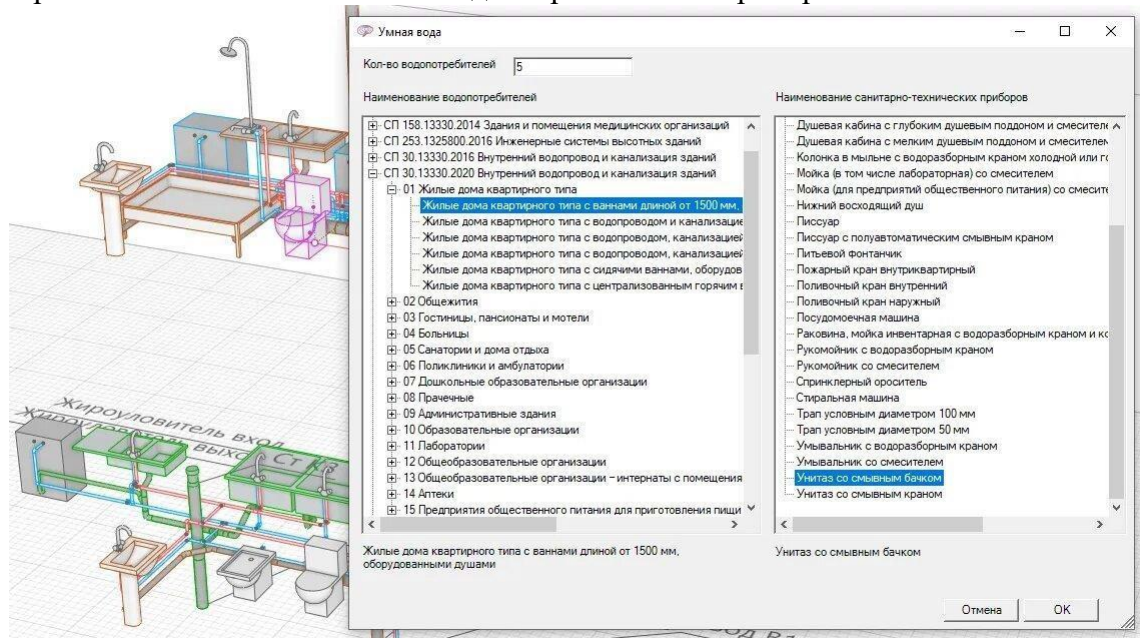 Умная вода
Кол-во водопотребителей 5
Наименование водопотребителей
СП 158.13330.2014 Здания и помещения медицинских организаций
СП 253.1325800.2016 Инженерные системы высотных зданий
СП 30.13330.2016 Внутренний водопровод и канализация зданий
СП 30.13330.2020 Внутренний водопровод и канализация зданий
01 Жилые дома квартирного типа
Жилые дома квартирного типа с ваннами длиной от 1500 мм,
Жилые дома квартирного типа с водопроводом и канализацие
Жилые дома квартирного типа с водопроводом, канализацией
Жилые дома квартирного типа с водопроводом, канализацией
Жилые дома квартирного типа с сидячими ваннами, оборудов
Жилые дома квартирного типа с централизованным горячим в
02 Общежития
03 Гостиницы, пансионаты и мотели
04 Больницы
05 Санатории и дома отдыха
06 Поликлиники и амбулатории
07 Дошкольные образовательные организации
08 Прачечные
09 Административные здания
10 Образовательные организации
11 Лаборатории
12 Общеобразовательные организации
13 Общеобразовательные организации – интернаты с помещения
14 Аптеки
15 Предприятия общественного питания для приготовления пищи
Жилые дома квартирного типа с ваннами длиной от 1500 мм,
оборудованными душами
Наименование санитарно-технических приборов
Душевая кабина с глубоким душевым поддоном и смесителе
Душевая кабина с мелким душевым поддоном и смесителем
Колонка в мыльне с водоразборным краном холодной или го
Мойка (в том числе лабораторная) со смесителем
Мойка (для предприятий общественного питания) со смесите
Нижний восходящий душ
Писсуар
Писсуар с полуавтоматическим смывным краном
Питьевой фонтанчик
Пожарный кран внутриквартирный
Поливочный кран внутренний
Поливочный кран наружный
Посудомоечная машина
Раковина, мойка инвентарная с водоразборным краном и ко
Рукомойник с водоразборным краном
Рукомойник со смесителем
Спринклерный ороситель
Стиральная машина
Трап условным диаметром 100 мм
Трап условным диаметром 50 мм
Умывальник с водоразборным краном
Умывальник со смесителем
Унитаз со смывным бачком
Унитаз со смывным краном
Унитаз со смывным бачком
Отмена
OK
Жироуловитель вход
Жироуловитель выход